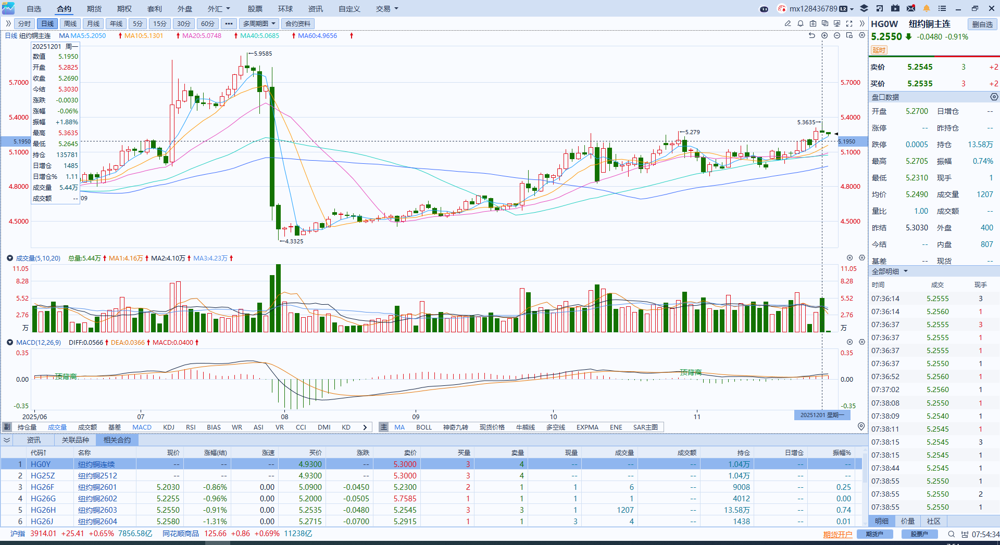 自选 合约 期货 期权 套利 外盘 外汇 股票 环球 资讯 自定义 交易 mx128436789 L2
分时 日线 周线 月线 年线 5分 15分 30分 60分 ••• 多周期图 合约资料
HG0W 纽约铜主连 删自选
日线 纽约铜主连 MA MA5:5.2050 MA10:5.1301 MA20:5.0748 MA40:5.0685 MA60:4.9656
5.2550 -0.0480 -0.91%
延时
20251201 周一
数值 5.1950
开盘 5.2825
收盘 5.2690
今结 5.3030
涨跌 -0.0030
涨幅 -0.06%
振幅 +1.88%
最高 5.3635
最低 5.2645
持仓 135781
日增仓 1485
日增仓% 1.11
成交量 5.44万
成交额 --
/09
5.7000
5.4000
5.1950
5.1000
4.8000
4.5000
5.9585
4.3325
5.279
5.3635
5.7000
5.4000
5.1950
5.1000
4.8000
4.5000
卖价 5.2545 3 +2
买价 5.2535 3 +2
盘口数据
开盘 5.2700 日增仓 --
涨停 -- 昨持仓 --
跌停 0.0005 持仓 13.58万
最高 5.2705 振幅 0.74%
最低 5.2310 现手 1
均价 5.2490 成交量 1207
量比 1.00 成交额 --
昨结 5.3030 外盘 400
今结 -- 内盘 807
基差 -- 现货 --
成交量(5,10,20) 总量:5.44万 MA1:4.16万 MA2:4.10万 MA3:4.23万
11.05 11.05
8.28 8.28
5.52 5.52
2.76 2.76
万 万
MACD(12,26,9) DIFF:0.0566 DEA:0.0366 MACD:0.0400
0.35 0.35
顶背离 顶背离
0.00 0.00
-0.35 -0.35
2025/06 07 08 09 10 11 20251201 星期一
全部明细
时间 成交 现手
07:36:14 5.2555 3
07:36:14 5.2560 1
07:36:37 5.2555 3
07:36:37 5.2555 1
07:36:37 5.2555 1
07:36:37 5.2550 1
07:36:52 5.2560 1
07:37:02 5.2560 1
07:38:08 5.2550 1
07:38:09 5.2540 1
07:38:11 5.2545 1
07:38:15 5.2545 3
07:38:15 5.2545 1
07:38:44 5.2545 1
07:38:55 5.2550 1
07:38:55 5.2550 2
07:38:55 5.2550 1
明细 价量 社区
副 持仓量 成交量 成交额 基差 MACD KDJ RSI BIAS WR ASI VR CCI DMI KD 主 MA BOLL 神奇九转 现货价格 牛熊线 多空线 EXPMA ENE SAR主图
资讯 关联品种 相关合约
代码↑ 名称 现价 涨幅(结) 涨速 买价 涨跌 卖价 买量 卖量 现量 成交量 成交额 持仓 日增仓 振幅%
1 HG0Y 纽约铜连续 -- -- -- 4.9300 -- 5.3000 3 4 -- -- -- 1.04万 -- --
2 HG25Z 纽约铜2512 -- -- -- 4.9300 -- 5.3000 3 4 -- -- -- 1.04万 -- --
3 HG26F 纽约铜2601 5.2030 -0.86% 0.00 5.0900 -0.0450 5.2300 2 1 1 6 -- 9008 -- 0.25
4 HG26G 纽约铜2602 5.2255 -0.96% 0.00 5.2000 -0.0505 5.7585 1 1 1 1 -- 4012 -- 0.00
5 HG26H 纽约铜2603 5.2550 -0.91% 0.00 5.2535 -0.0480 5.2545 3 3 1 1207 -- 13.58万 -- 0.74
6 HG26J 纽约铜2604 5.2580 -1.31% 0.00 5.2715 -0.0700 5.2915 1 1 3 4 -- 1438 -- 0.01
沪指 3914.01 +25.41 +0.65% 7856.58亿 同花顺商品 125.66 +0.86 +0.69% 11238亿 期货开户 期货户 股票户 07:54:34